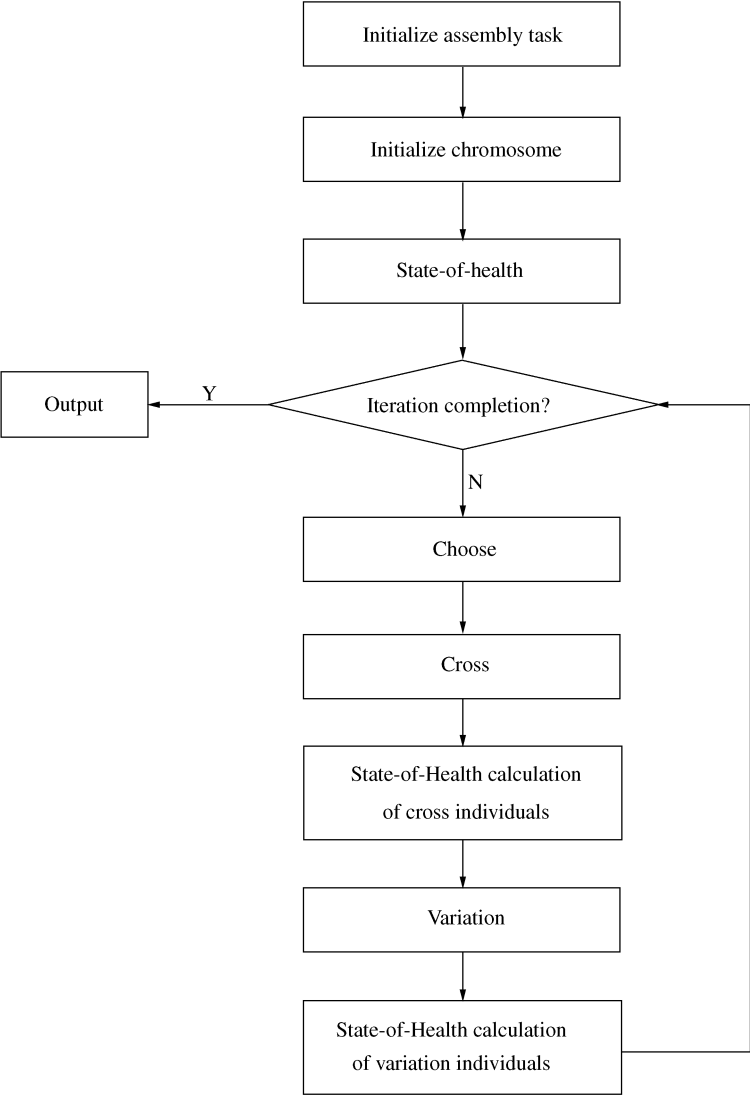 Initialize assembly task
Initialize chromosome
State-of-health
Iteration completion?
Y
Output
N
Choose
Cross
State-of-Health calculation
of cross individuals
Variation
State-of-Health calculation
of variation individuals